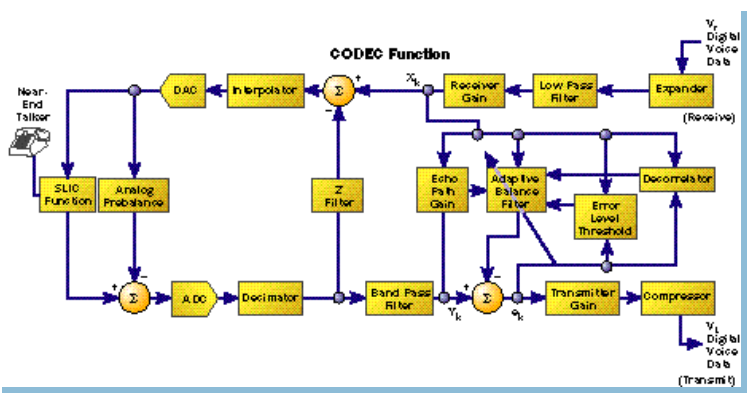 CODEC Function
Vr
Digital
Voice
Data
(Receive)
Near-
End
Talker
DAC
Interpolator
+
Σ
−
Xk
Receiver
Gain
Low Pass
Filter
Expander
SLIC
Function
Analog
Prebalance
Z
Filter
Echo
Path
Gain
Adaptive
Balance
Filter
Error
Level
Threshold
Decorrelator
+
−
Σ
ADC
Decimator
Band Pass
Filter
Yk
+
−
Σ
ek
Transmitter
Gain
Compressor
Vt
Digital
Voice
Data
(Transmit)